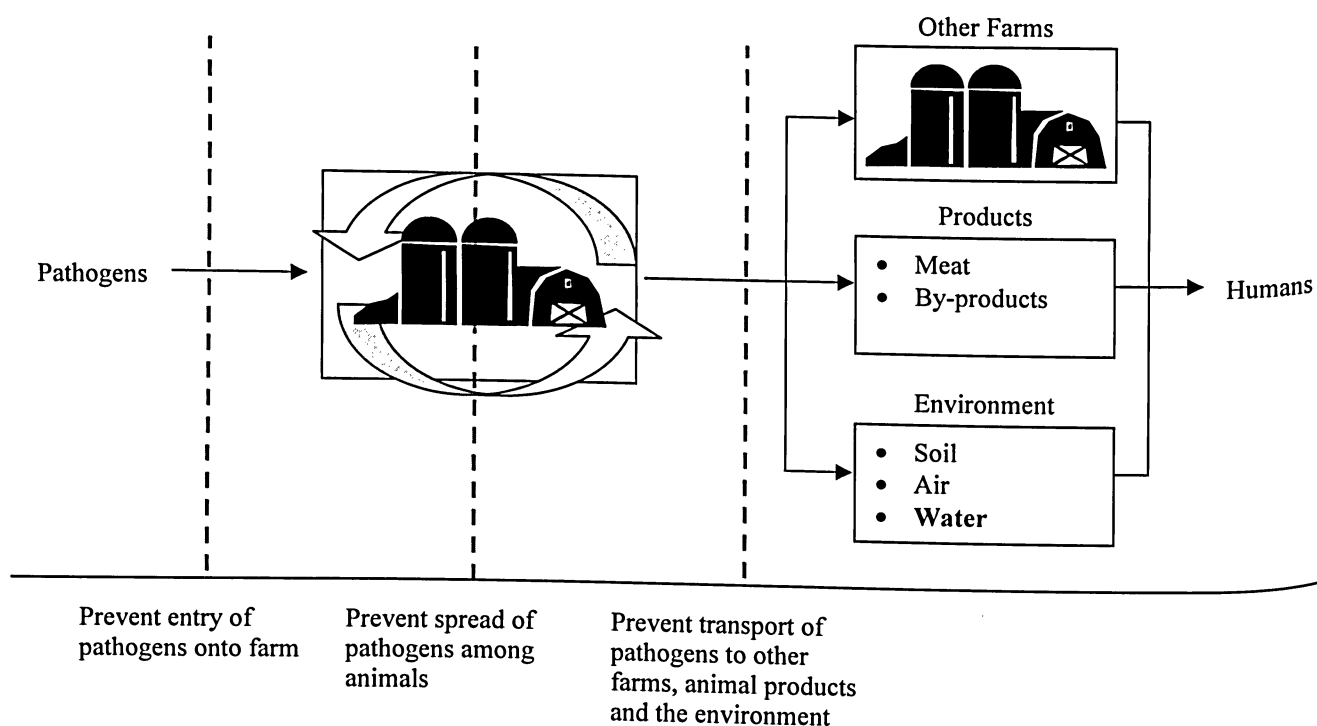 Other Farms
Products
• Meat
• By-products
Pathogens
Humans
Environment
• Soil
• Air
• Water
Prevent entry of
pathogens onto farm
Prevent spread of
pathogens among
animals
Prevent transport of
pathogens to other
farms, animal products
and the environment